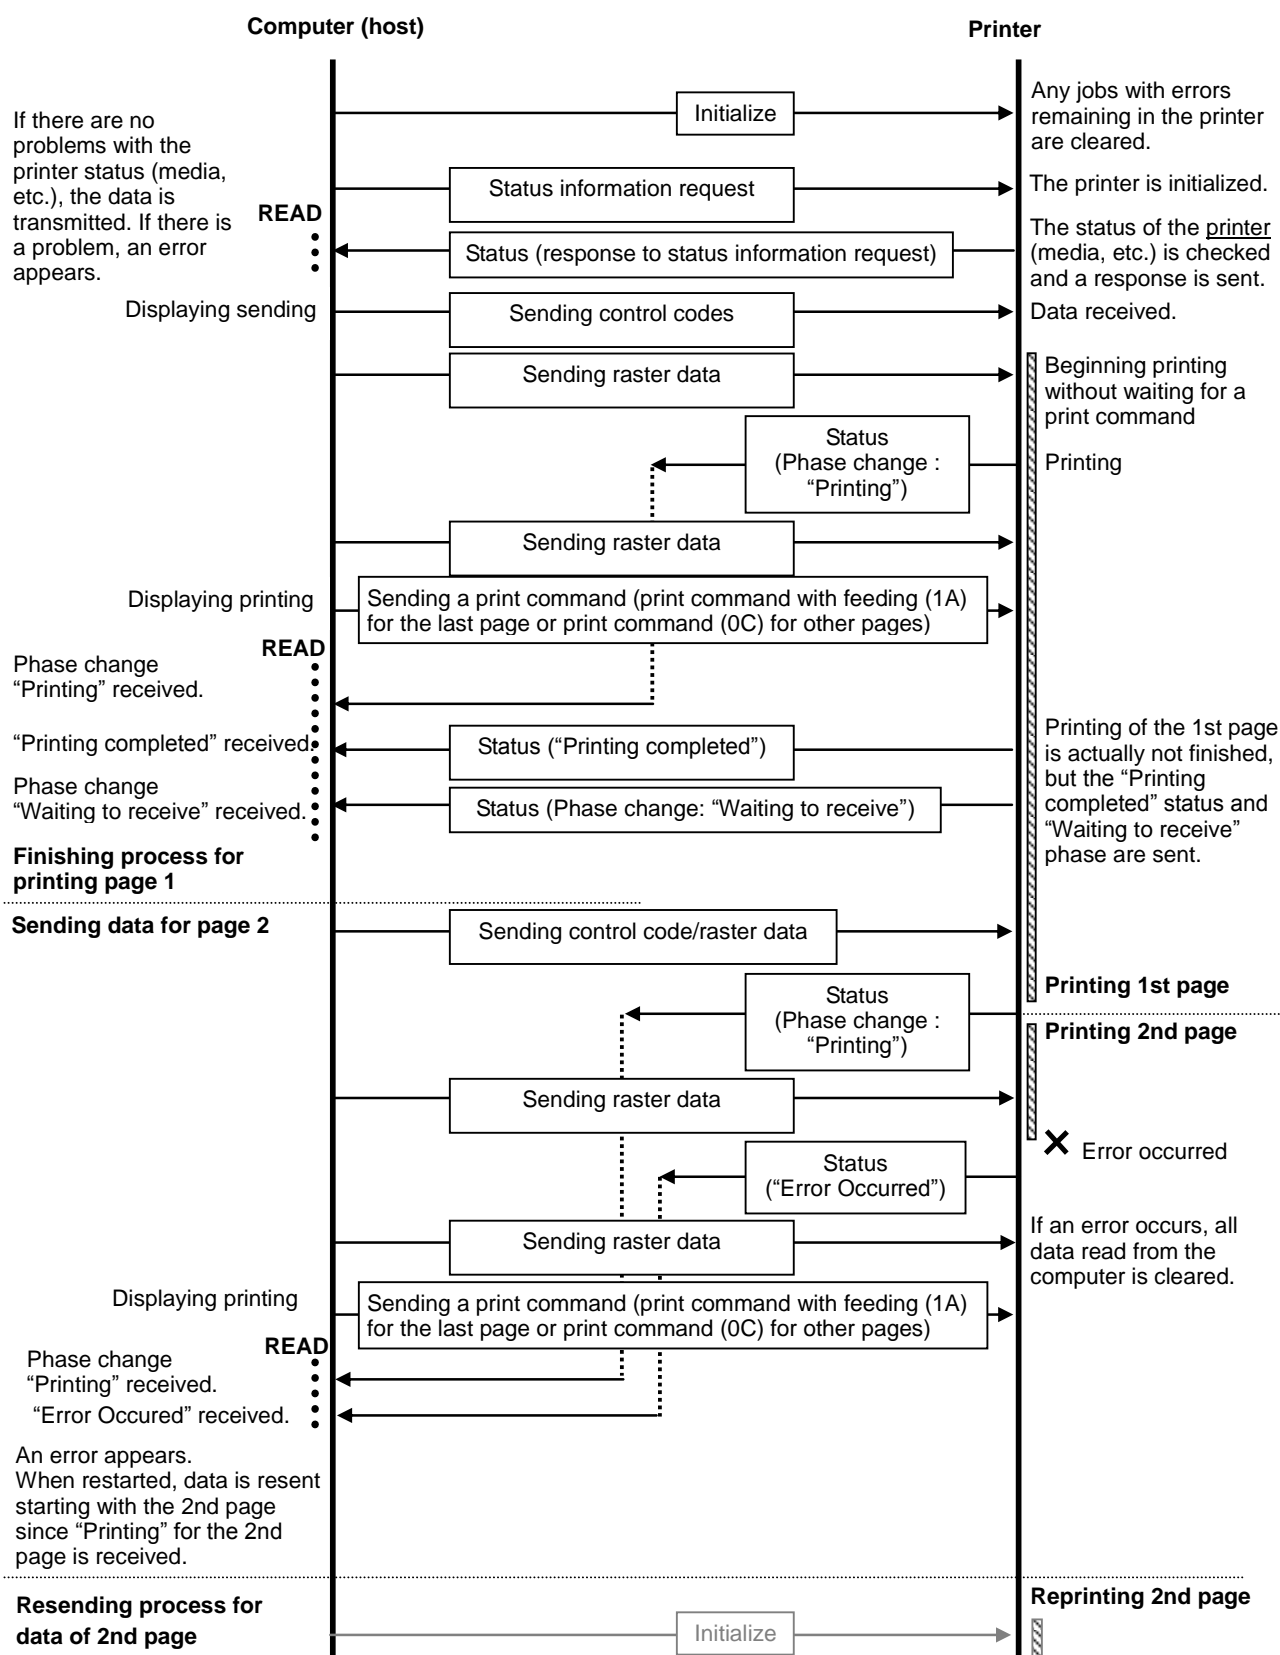 Computer (host)
Printer
Initialize
Any jobs with errors
remaining in the printer
are cleared.
If there are no
problems with the
printer status (media,
etc.), the data is
transmitted. If there is
a problem, an error
appears.
Status information request
The printer is initialized.
READ
Status (response to status information request)
The status of the printer
(media, etc.) is checked
and a response is sent.
Displaying sending
Sending control codes
Data received.
Sending raster data
Beginning printing
without waiting for a
print command
Status
(Phase change :
“Printing”)
Printing
Sending raster data
Displaying printing
Sending a print command (print command with feeding (1A)
for the last page or print command (0C) for other pages)
READ
Phase change
“Printing” received.
“Printing completed” received.
Status (“Printing completed”)
Printing of the 1st page
is actually not finished,
but the “Printing
completed” status and
“Waiting to receive”
phase are sent.
Phase change
“Waiting to receive” received.
Status (Phase change: “Waiting to receive”)
Finishing process for
printing page 1
Sending data for page 2
Sending control code/raster data
Printing 1st page
Status
(Phase change :
“Printing”)
Printing 2nd page
Sending raster data
Error occurred
Status
(“Error Occurred”)
Sending raster data
If an error occurs, all
data read from the
computer is cleared.
Displaying printing
Sending a print command (print command with feeding (1A)
for the last page or print command (0C) for other pages)
READ
Phase change
“Printing” received.
“Error Occured” received.
An error appears.
When restarted, data is resent
starting with the 2nd page
since “Printing” for the 2nd
page is received.
Resending process for
data of 2nd page
Initialize
Reprinting 2nd page